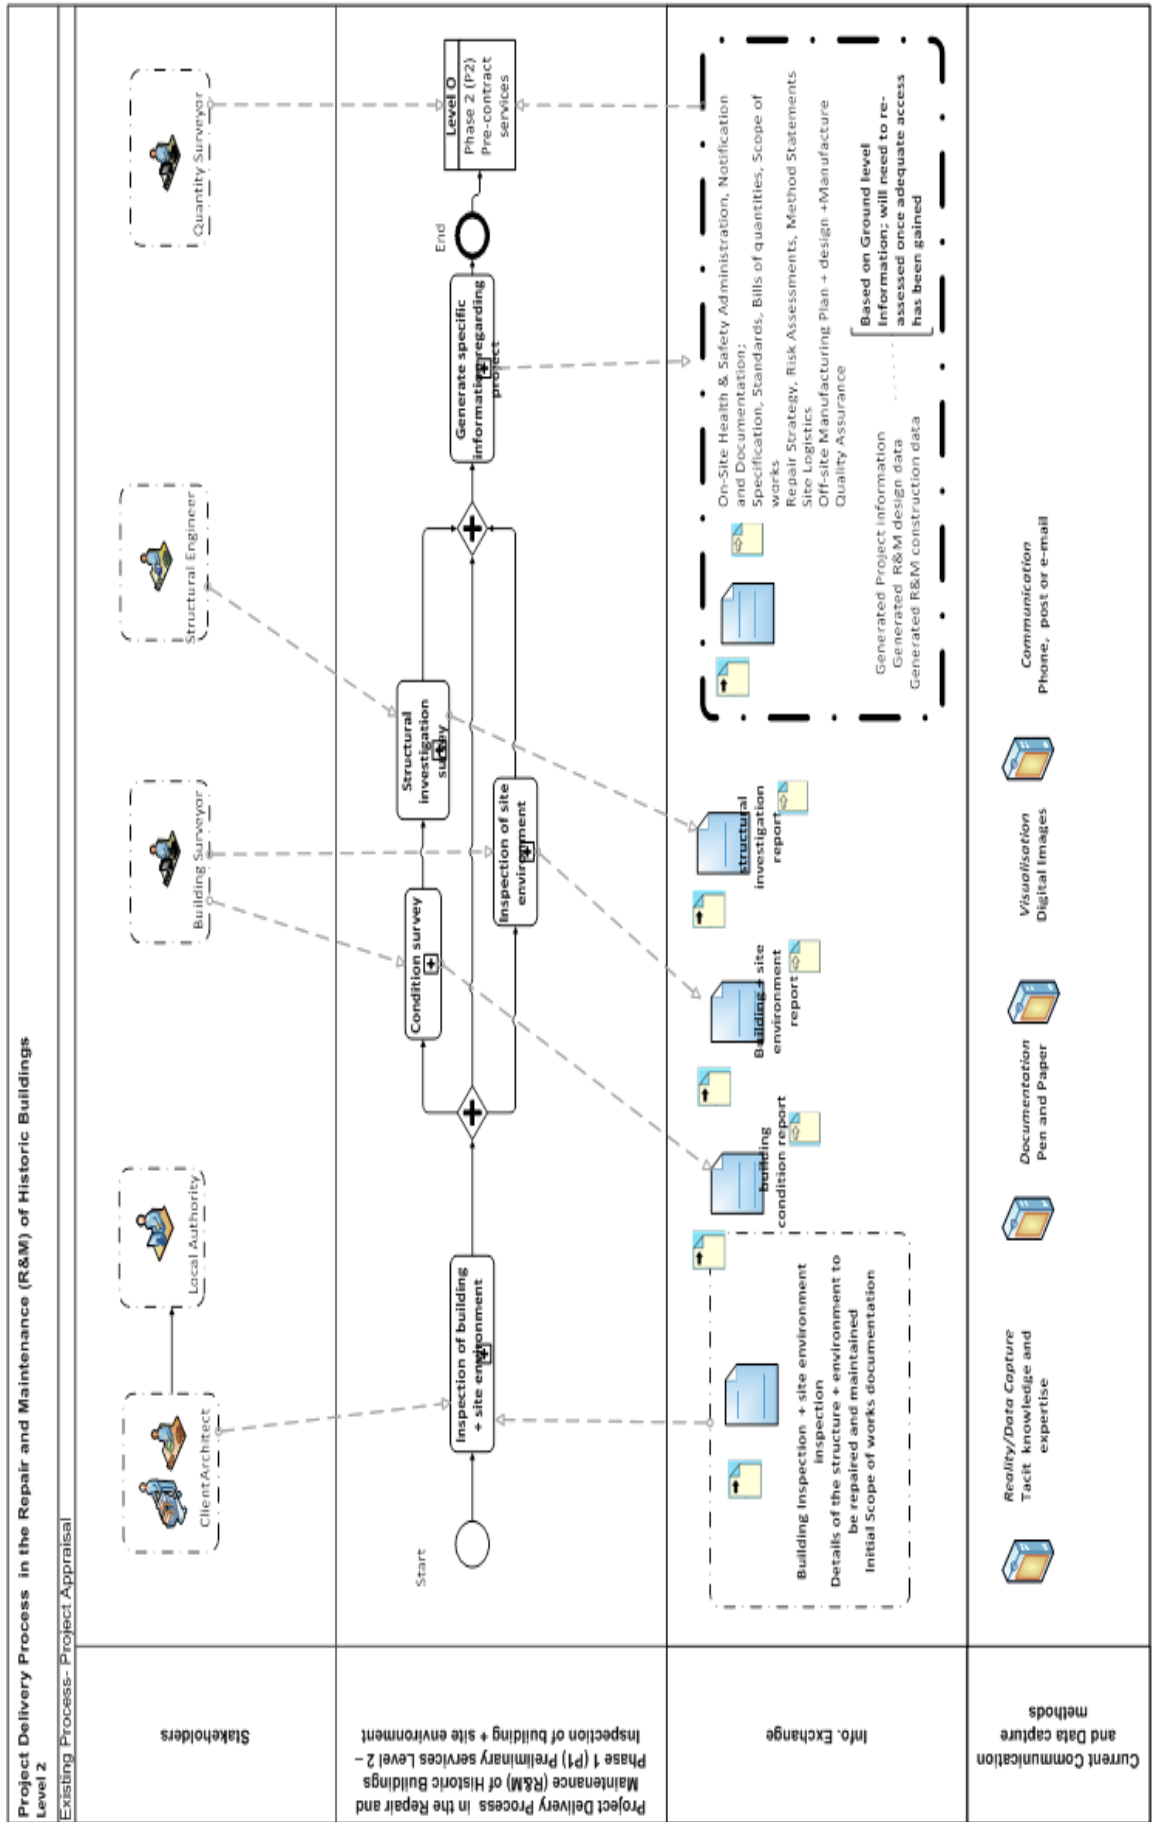 Project Delivery Process in the Repair and Maintenance (R&M) of Historic Buildings
Level 2
Existing Process- Project Appraisal
Stakeholders
ClientArchitect
Local Authority
Building Surveyor
Structural Engineer
Quantity Surveyor
Project Delivery Process in the Repair and
Maintenance (R&M) of Historic Buildings
Phase 1 (P1) Preliminary services Level 2 –
Inspection of building + site environment
Start
Inspection of building
+ site environment
Condition survey
Structural
investigation
survey
Inspection of site
environment
Generate specific
information regarding
project
End
Level O
Phase 2 (P2)
Pre-contract
services
Info. Exchange
Building Inspection + site environment
inspection
Details of the structure + environment to
be repaired and maintained
Initial Scope of works documentation
building
condition report
Building + site
environment
report
structural
investigation
report
On-Site Health & Safety Administration, Notification
and Documentation;
Specification, Standards, Bills of quantities, Scope of
works
Repair Strategy, Risk Assessments, Method Statements
Site Logistics
Off-site Manufacturing Plan + design +Manufacture
Quality Assurance
Generated Project information
Generated R&M design data
Generated R&M construction data
Based on Ground level
Information; will need to re-
assessed once adequate access
has been gained
Current Communication
and Data capture
methods
Reality/Data Capture
Tacit knowledge and
expertise
Documentation
Pen and Paper
Visualisation
Digital Images
Communication
Phone, post or e-mail